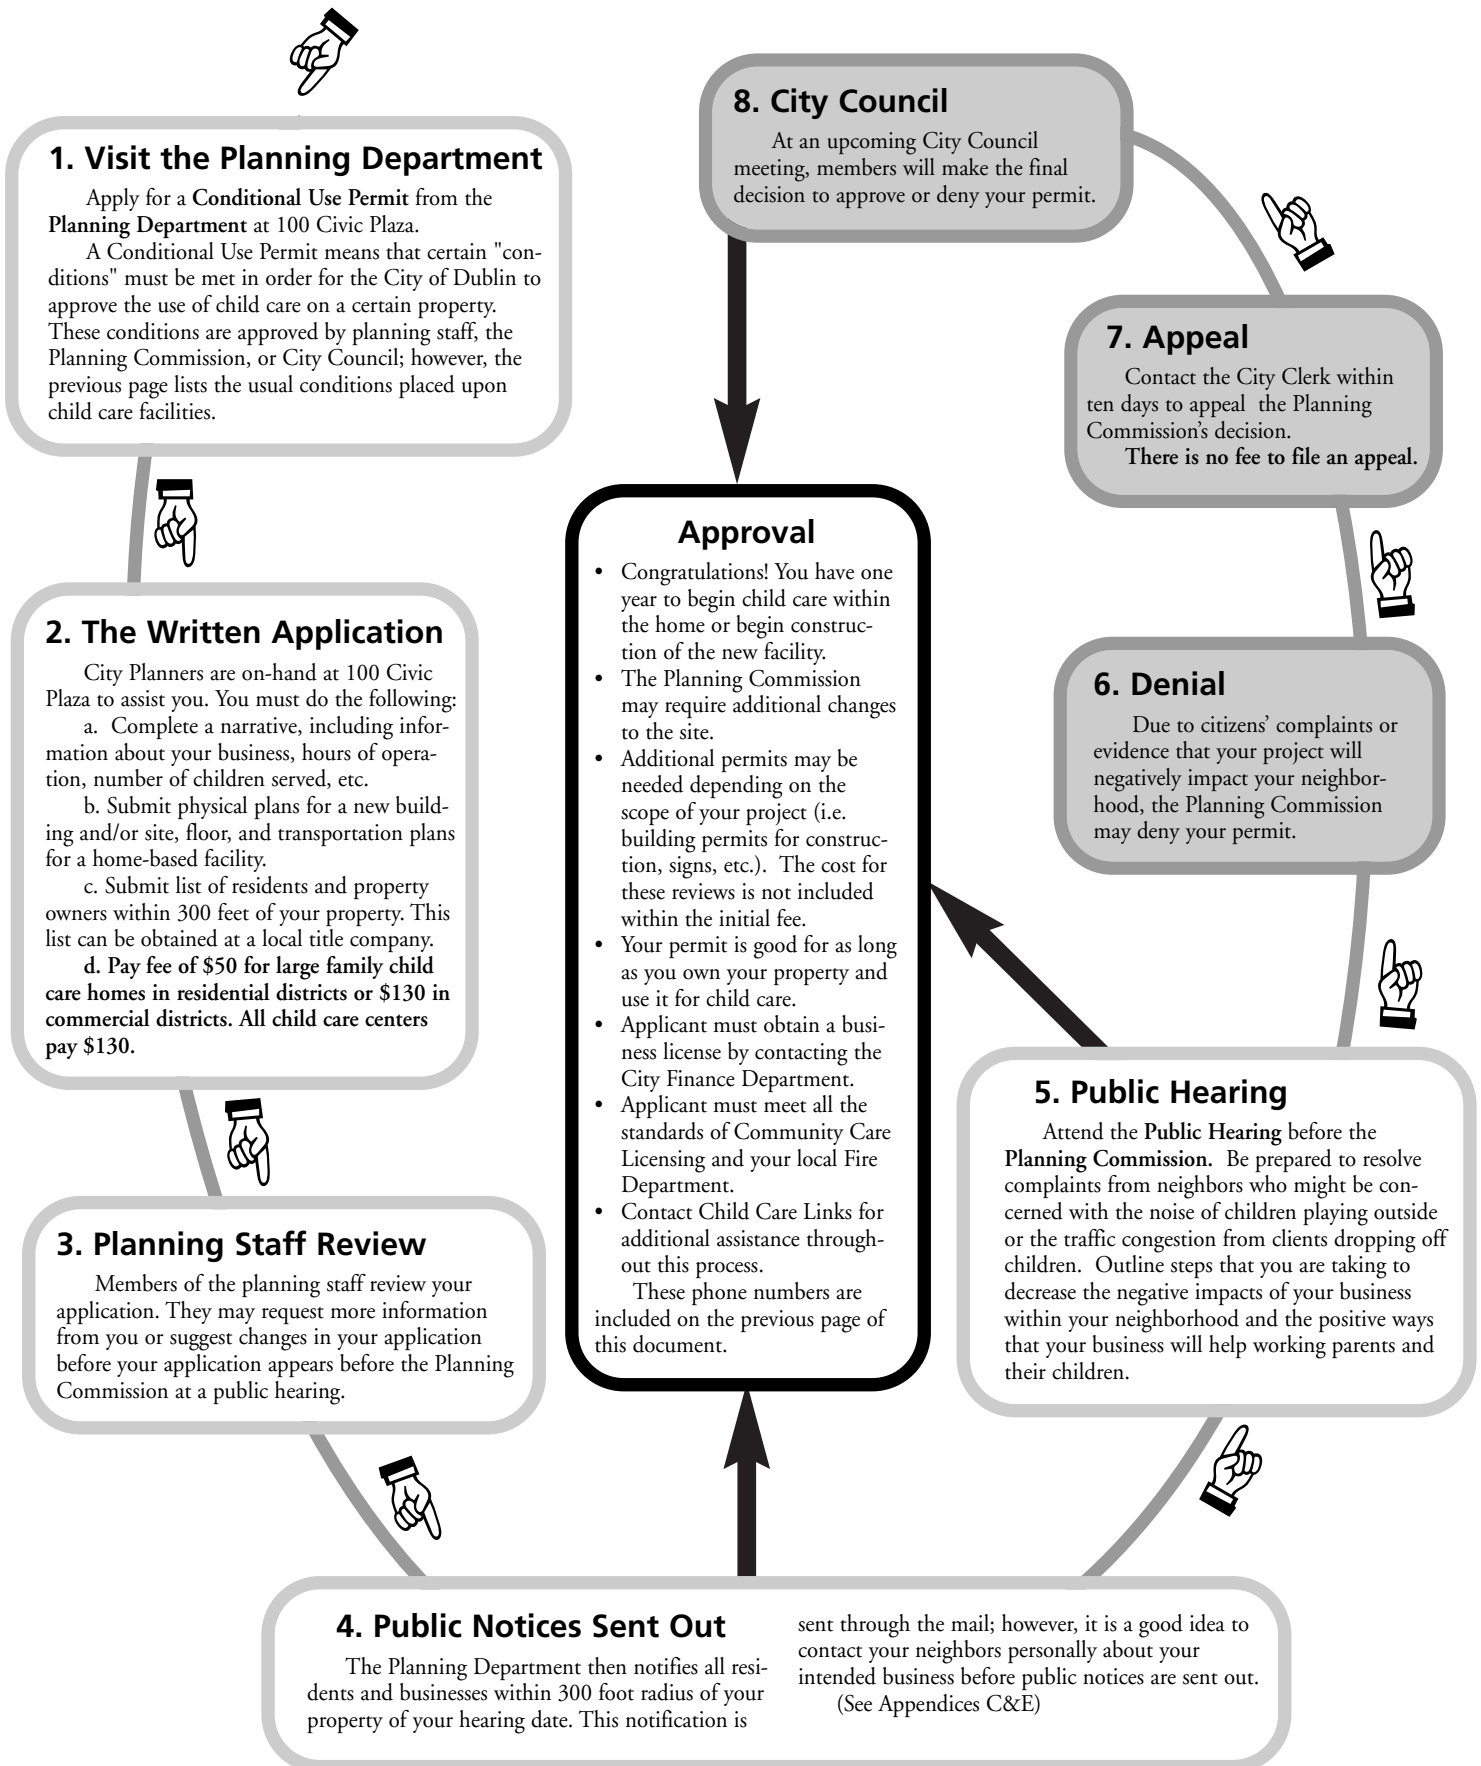 1. Visit the Planning Department
Apply for a Conditional Use Permit from the
Planning Department at 100 Civic Plaza.
A Conditional Use Permit means that certain "con-
ditions" must be met in order for the City of Dublin to
approve the use of child care on a certain property.
These conditions are approved by planning staff, the
Planning Commission, or City Council; however, the
previous page lists the usual conditions placed upon
child care facilities.
2. The Written Application
City Planners are on-hand at 100 Civic
Plaza to assist you. You must do the following:
a. Complete a narrative, including infor-
mation about your business, hours of opera-
tion, number of children served, etc.
b. Submit physical plans for a new build-
ing and/or site, floor, and transportation plans
for a home-based facility.
c. Submit list of residents and property
owners within 300 feet of your property. This
list can be obtained at a local title company.
d. Pay fee of $50 for large family child
care homes in residential districts or $130 in
commercial districts. All child care centers
pay $130.
3. Planning Staff Review
Members of the planning staff review your
application. They may request more information
from you or suggest changes in your application
before your application appears before the Planning
Commission at a public hearing.
4. Public Notices Sent Out
The Planning Department then notifies all resi-
dents and businesses within 300 foot radius of your
property of your hearing date. This notification is
sent through the mail; however, it is a good idea to
contact your neighbors personally about your
intended business before public notices are sent out.
(See Appendices C&E)
5. Public Hearing
Attend the Public Hearing before the
Planning Commission. Be prepared to resolve
complaints from neighbors who might be con-
cerned with the noise of children playing outside
or the traffic congestion from clients dropping off
children. Outline steps that you are taking to
decrease the negative impacts of your business
within your neighborhood and the positive ways
that your business will help working parents and
their children.
6. Denial
Due to citizens' complaints or
evidence that your project will
negatively impact your neighbor-
hood, the Planning Commission
may deny your permit.
7. Appeal
Contact the City Clerk within
ten days to appeal the Planning
Commission's decision.
There is no fee to file an appeal.
8. City Council
At an upcoming City Council
meeting, members will make the final
decision to approve or deny your permit.
Approval
• Congratulations! You have one
year to begin child care within
the home or begin construc-
tion of the new facility.
• The Planning Commission
may require additional changes
to the site.
• Additional permits may be
needed depending on the
scope of your project (i.e.
building permits for construc-
tion, signs, etc.). The cost for
these reviews is not included
within the initial fee.
• Your permit is good for as long
as you own your property and
use it for child care.
• Applicant must obtain a busi-
ness license by contacting the
City Finance Department.
• Applicant must meet all the
standards of Community Care
Licensing and your local Fire
Department.
• Contact Child Care Links for
additional assistance through-
out this process.
These phone numbers are
included on the previous page of
this document.